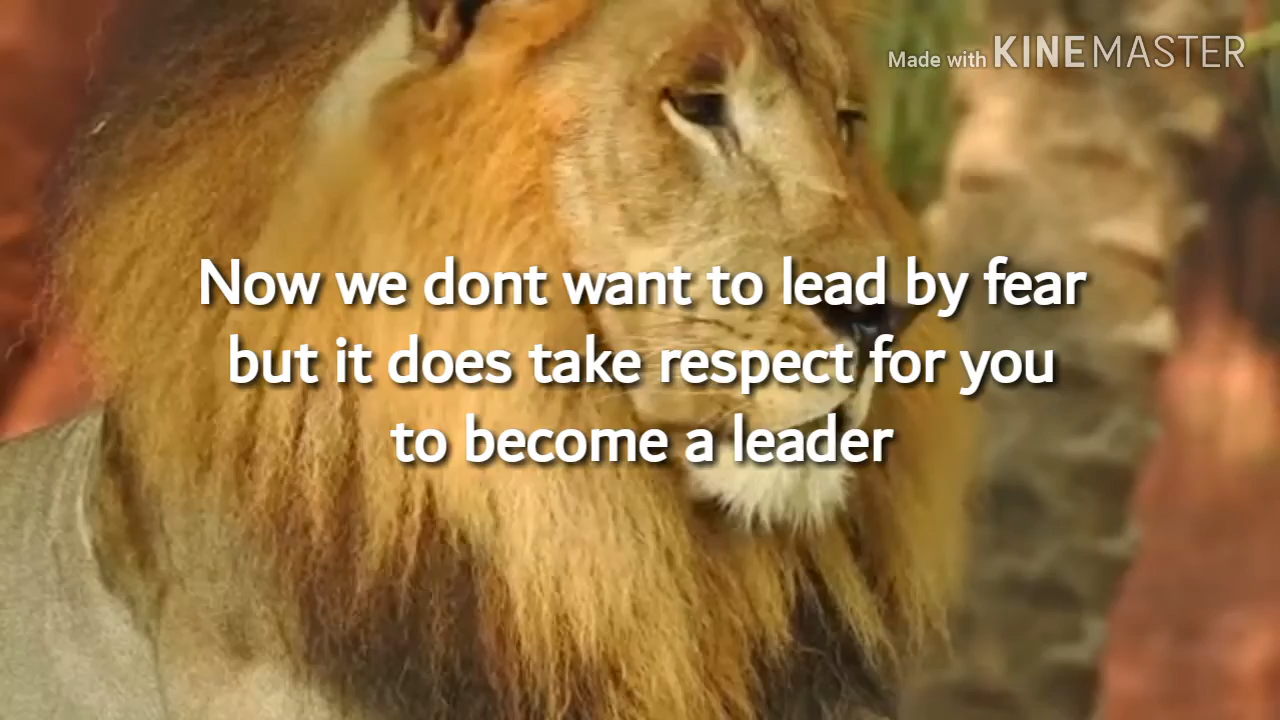 Made with KINEMASTER
Now we dont want to lead by fear
but it does take respect for you
to become a leader